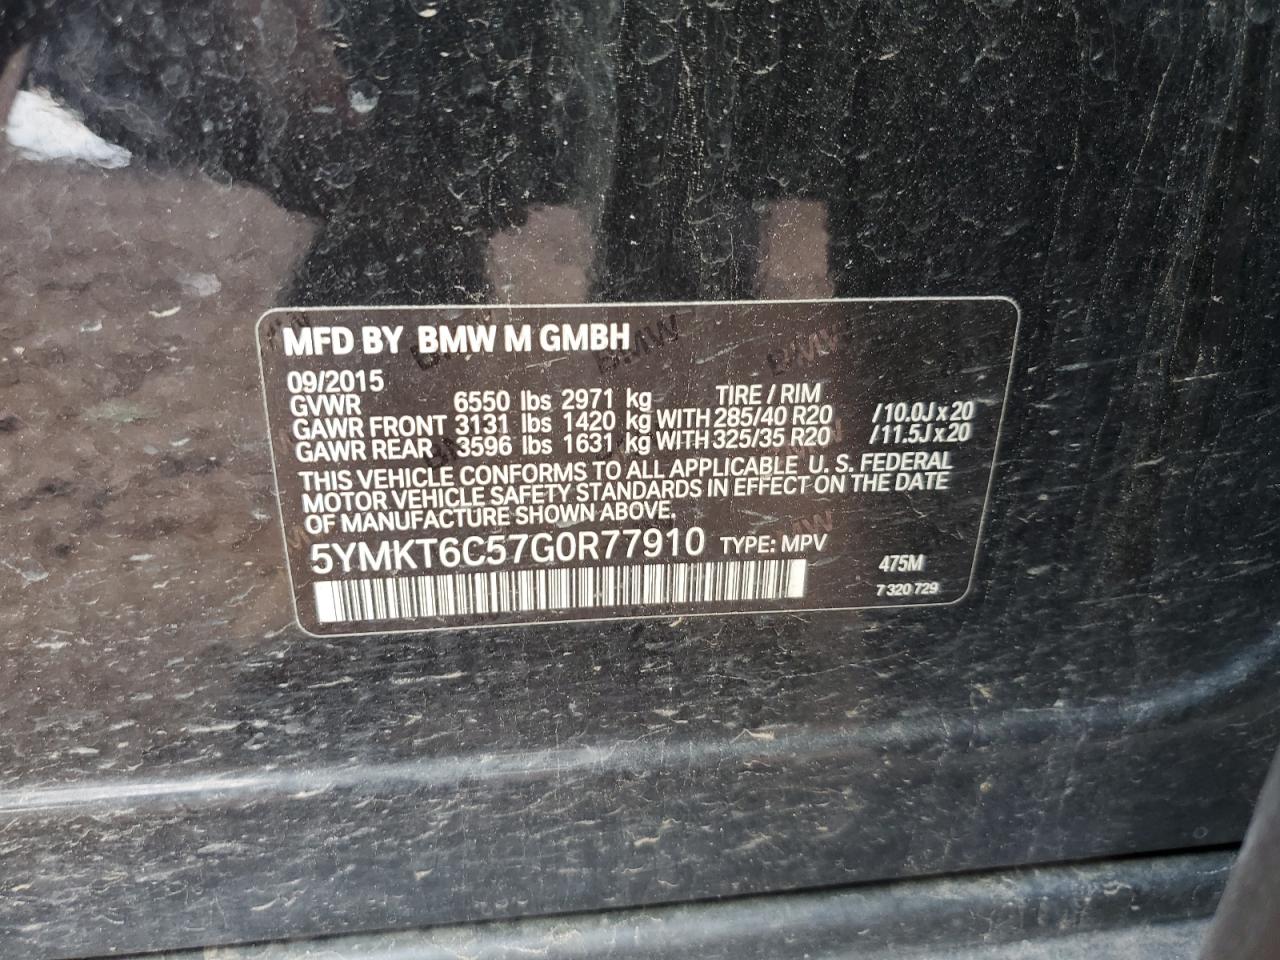 MFD BY BMW M GMBH
09/2015
GVWR 6550 lbs 2971 kg TIRE / RIM
GAWR FRONT 3131 lbs 1420 kg WITH 285/40 R20 /10.0J x 20
GAWR REAR 3596 lbs 1631 kg WITH 325/35 R20 /11.5J x 20
THIS VEHICLE CONFORMS TO ALL APPLICABLE U. S. FEDERAL
MOTOR VEHICLE SAFETY STANDARDS IN EFFECT ON THE DATE
OF MANUFACTURE SHOWN ABOVE.
5YMKT6C57G0R77910 TYPE: MPV
475M
7 320 729